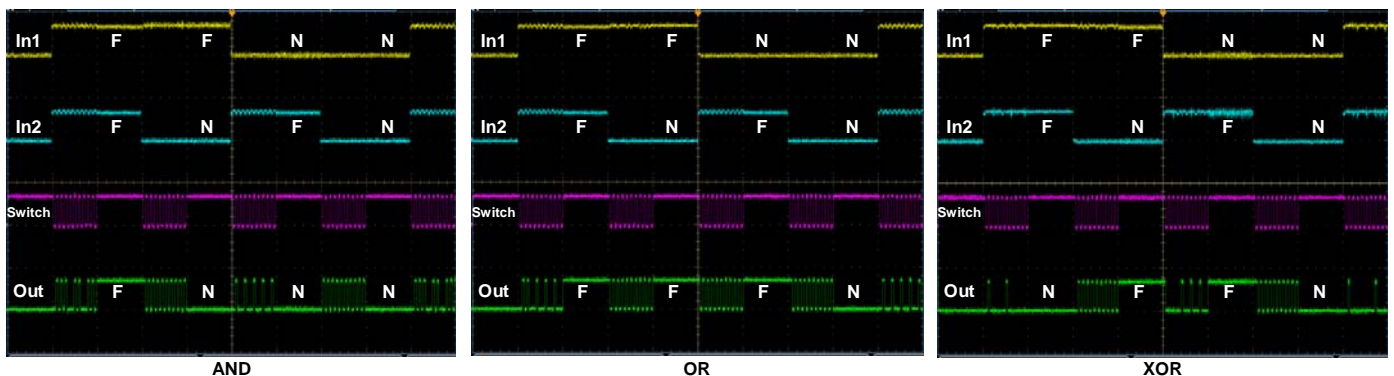 In1 F F N N
In2 F N F N
Switch
Out F N N N
AND
In1 F F N N
In2 F N F N
Switch
Out F F F N
OR
In1 F F N N
In2 F N F N
Switch
Out N F F N
XOR